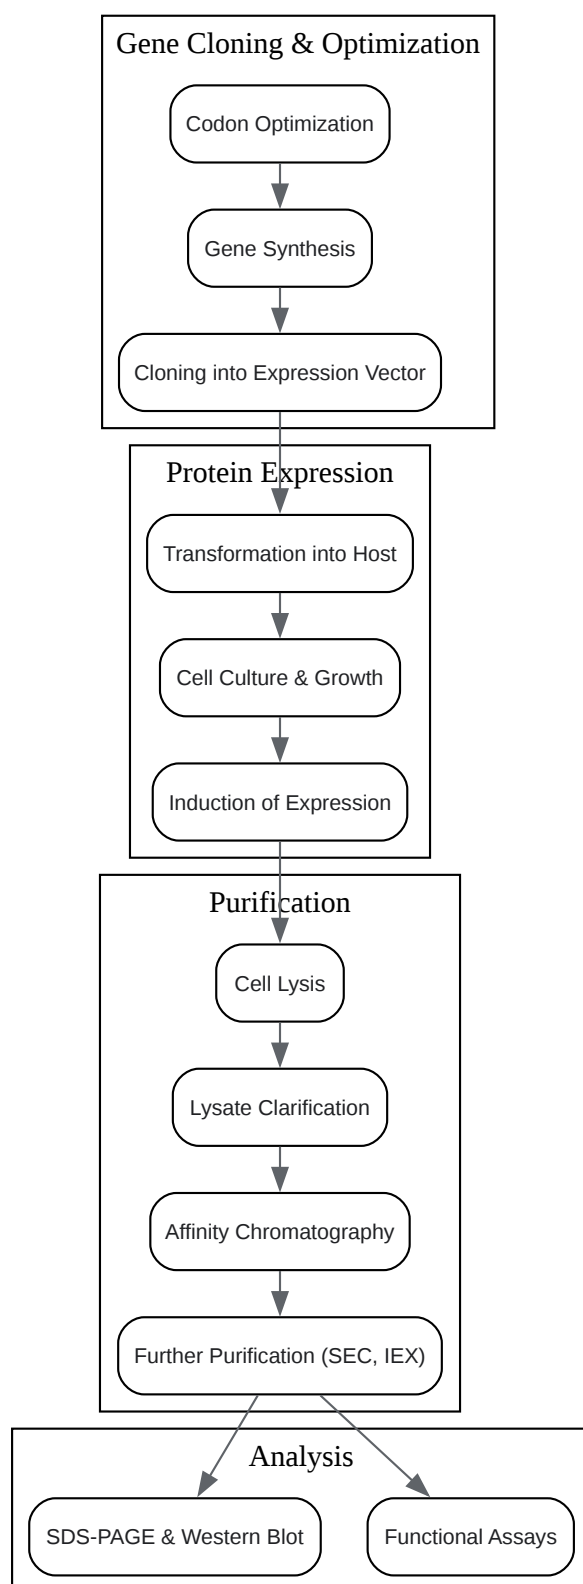 Gene Cloning & Optimization
Codon Optimization
Gene Synthesis
Cloning into Expression Vector
Protein Expression
Transformation into Host
Cell Culture & Growth
Induction of Expression
Purification
Cell Lysis
Lysate Clarification
Affinity Chromatography
Further Purification (SEC, IEX)
Analysis
SDS-PAGE & Western Blot
Functional Assays